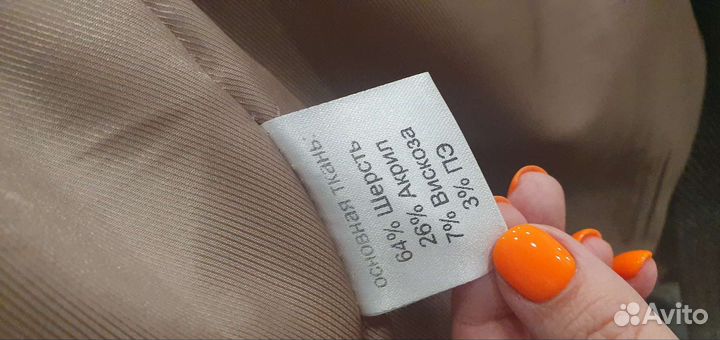 основная ткань:
64% Шерсть
26% Акрил
7% Вискоза
3% ПЭ
Avito